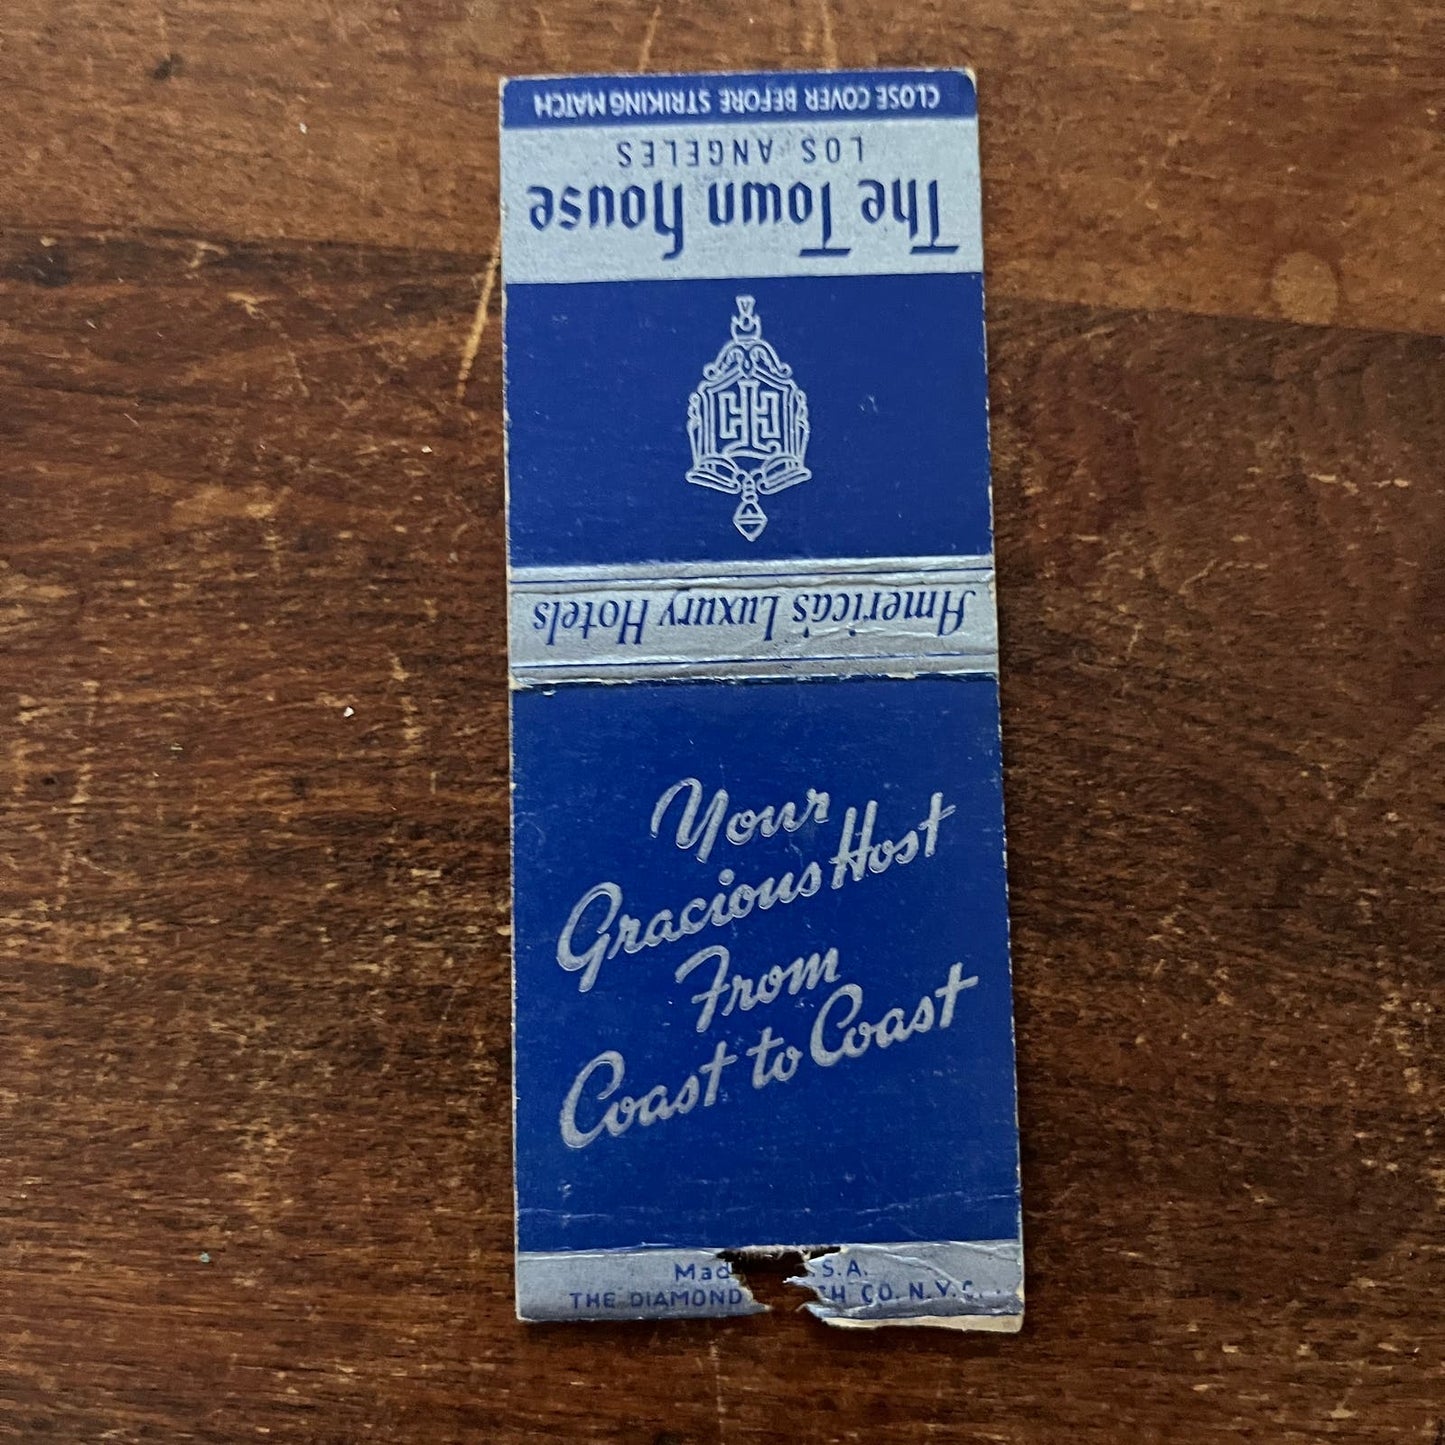 CLOSE COVER BEFORE STRIKING MATCH
LOS ANGELES
The Town House
America's Luxury Hotels
Your
Gracious Host
From
Coast to Coast
S.A.
THE DIAMOND CO. N.Y.C.